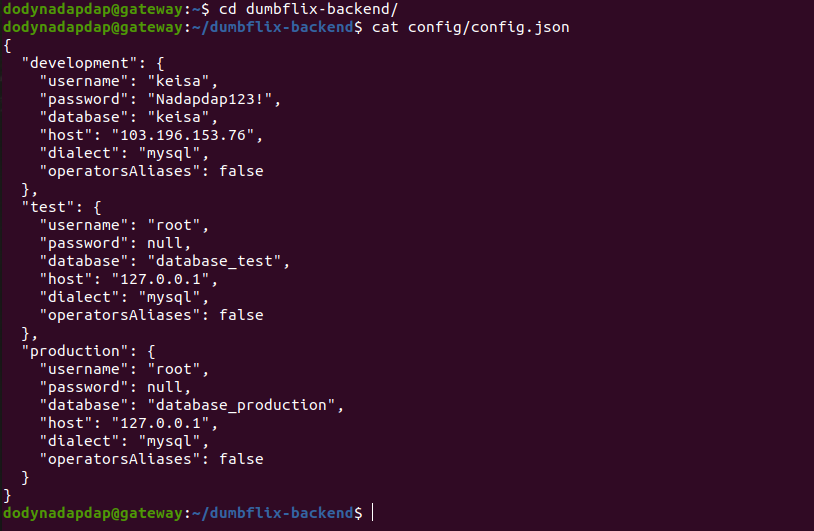 dodynadapdap@gateway:~$ cd dumbflix-backend/
dodynadapdap@gateway:~/dumbflix-backend$ cat config/config.json
{
  "development": {
    "username": "keisa",
    "password": "Nadapdap123!",
    "database": "keisa",
    "host": "103.196.153.76",
    "dialect": "mysql",
    "operatorsAliases": false
  },
  "test": {
    "username": "root",
    "password": null,
    "database": "database_test",
    "host": "127.0.0.1",
    "dialect": "mysql",
    "operatorsAliases": false
  },
  "production": {
    "username": "root",
    "password": null,
    "database": "database_production",
    "host": "127.0.0.1",
    "dialect": "mysql",
    "operatorsAliases": false
  }
}
dodynadapdap@gateway:~/dumbflix-backend$